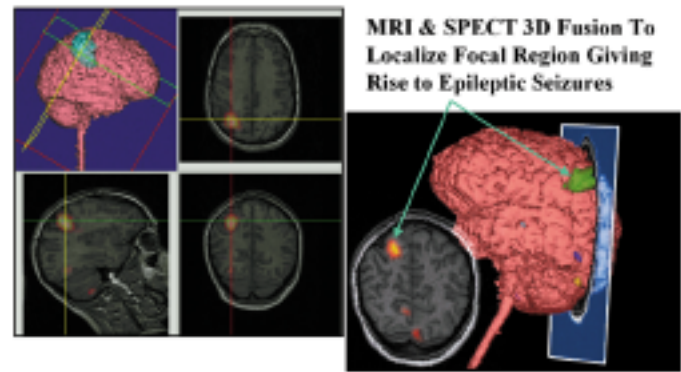 MRI & SPECT 3D Fusion To
Localize Focal Region Giving
Rise to Epileptic Seizures